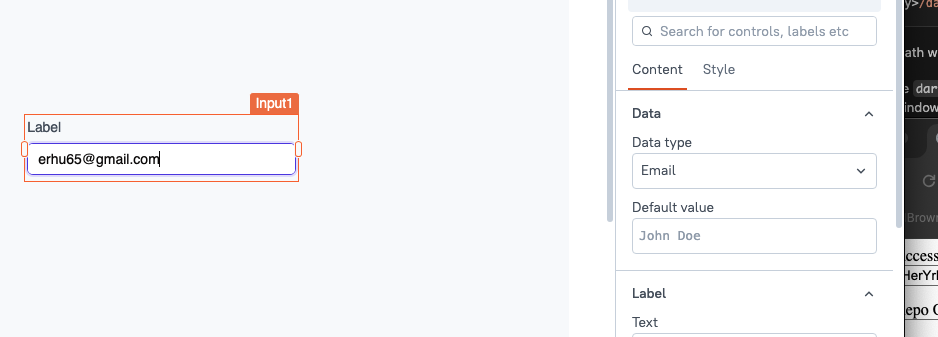 Input1
Label
erhu65@gmail.com
Search for controls, labels etc
Content Style
Data
Data type
Email
Default value
John Doe
Label
Text
ath w
dar
indow
Brow
ccess
HerYr
epo